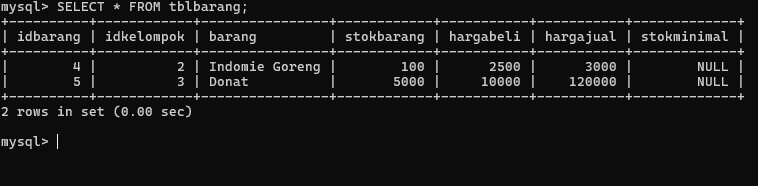 mysql> SELECT * FROM tblbarang;
+----------+------------+----------------+------------+-----------+-----------+-------------+
| idbarang | idkelompok | barang         | stokbarang | hargabeli | hargajual | stokminimal |
+----------+------------+----------------+------------+-----------+-----------+-------------+
|        4 |          2 | Indomie Goreng |        100 |      2500 |      3000 |        NULL |
|        5 |          3 | Donat          |       5000 |     10000 |    120000 |        NULL |
+----------+------------+----------------+------------+-----------+-----------+-------------+
2 rows in set (0.00 sec)
mysql>